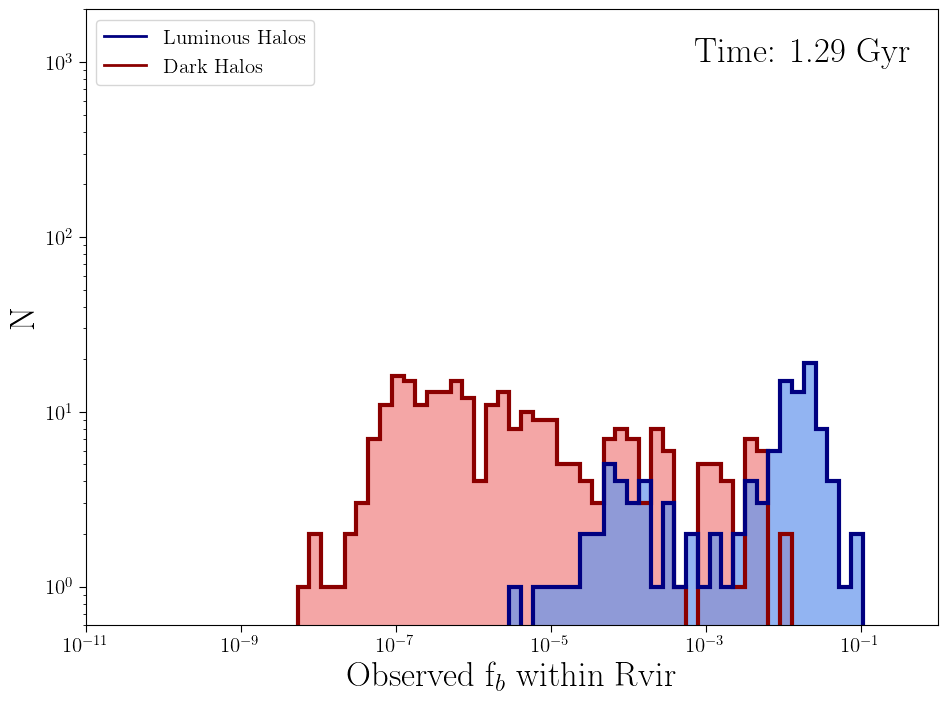 Luminous Halos
Dark Halos
Time: 1.29 Gyr
N
10³
10²
10¹
10⁰
10⁻¹¹ 10⁻⁹ 10⁻⁷ 10⁻⁵ 10⁻³ 10⁻¹
Observed f_b within Rvir